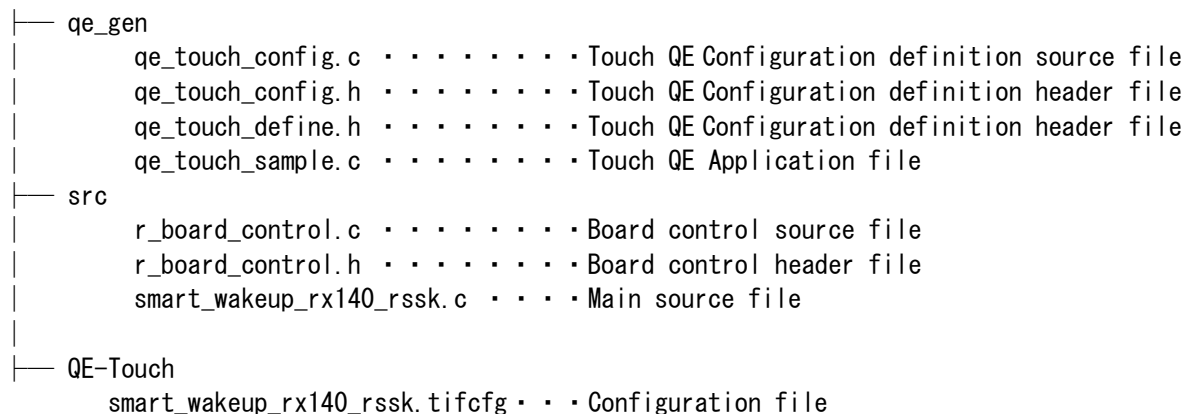 ├── qe_gen
│ qe_touch_config.c ・・・・・・・・Touch QE Configuration definition source file
│ qe_touch_config.h ・・・・・・・・Touch QE Configuration definition header file
│ qe_touch_define.h ・・・・・・・・Touch QE Configuration definition header file
│ qe_touch_sample.c ・・・・・・・・Touch QE Application file
├── src
│ r_board_control.c ・・・・・・・・Board control source file
│ r_board_control.h ・・・・・・・・Board control header file
│ smart_wakeup_rx140_rssk.c ・・・・Main source file
│
├── QE-Touch
smart_wakeup_rx140_rssk.tifcfg・・・Configuration file